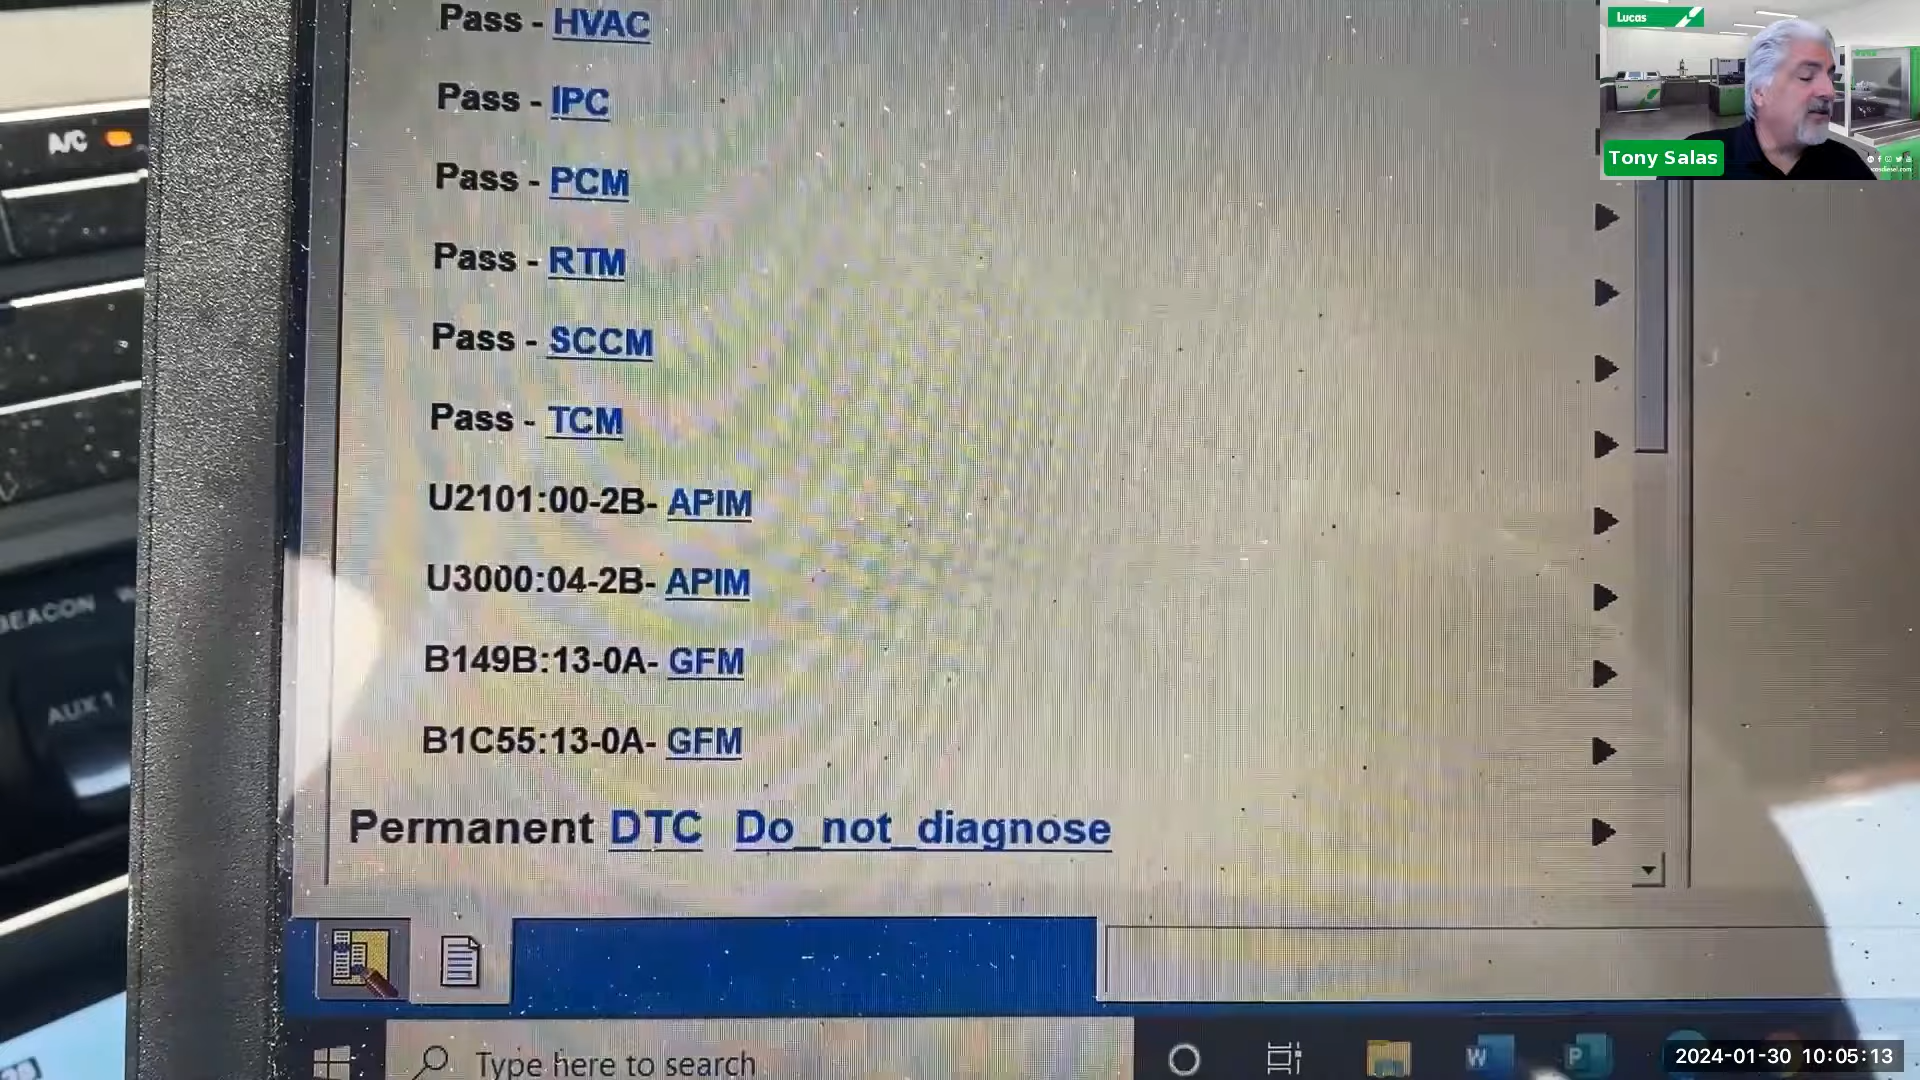 Pass - HVAC
Pass - IPC
Pass - PCM
Pass - RTM
Pass - SCCM
Pass - TCM
U2101:00-2B- APIM
U3000:04-2B- APIM
B149B:13-0A- GFM
B1C55:13-0A- GFM
Permanent DTC Do_not_diagnose
Type here to search
W
P
A/C
BEACON
AUX 1
Lucas
Tony Salas
2024-01-30 10:05:13